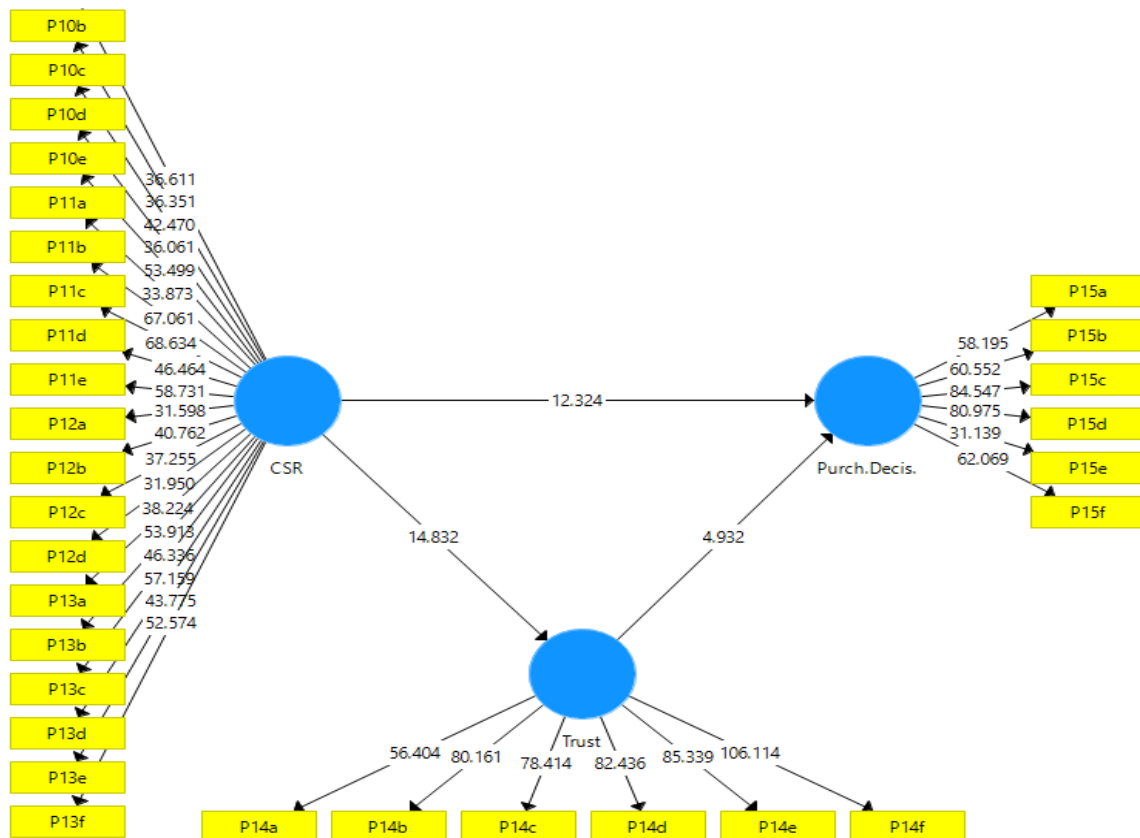 P10b
P10c
P10d
P10e
P11a
P11b
P11c
P11d
P11e
P12a
P12b
P12c
P12d
P13a
P13b
P13c
P13d
P13e
P13f
36.611
36.351
42.470
36.061
53.499
33.873
67.061
68.634
46.464
58.731
31.598
40.762
37.255
31.950
38.224
53.913
46.336
57.159
43.775
52.574
CSR
12.324
14.832
4.932
Purch.Decis.
58.195
60.552
84.547
80.975
31.139
62.069
P15a
P15b
P15c
P15d
P15e
P15f
Trust
56.404
80.161
78.414
82.436
85.339
106.114
P14a
P14b
P14c
P14d
P14e
P14f